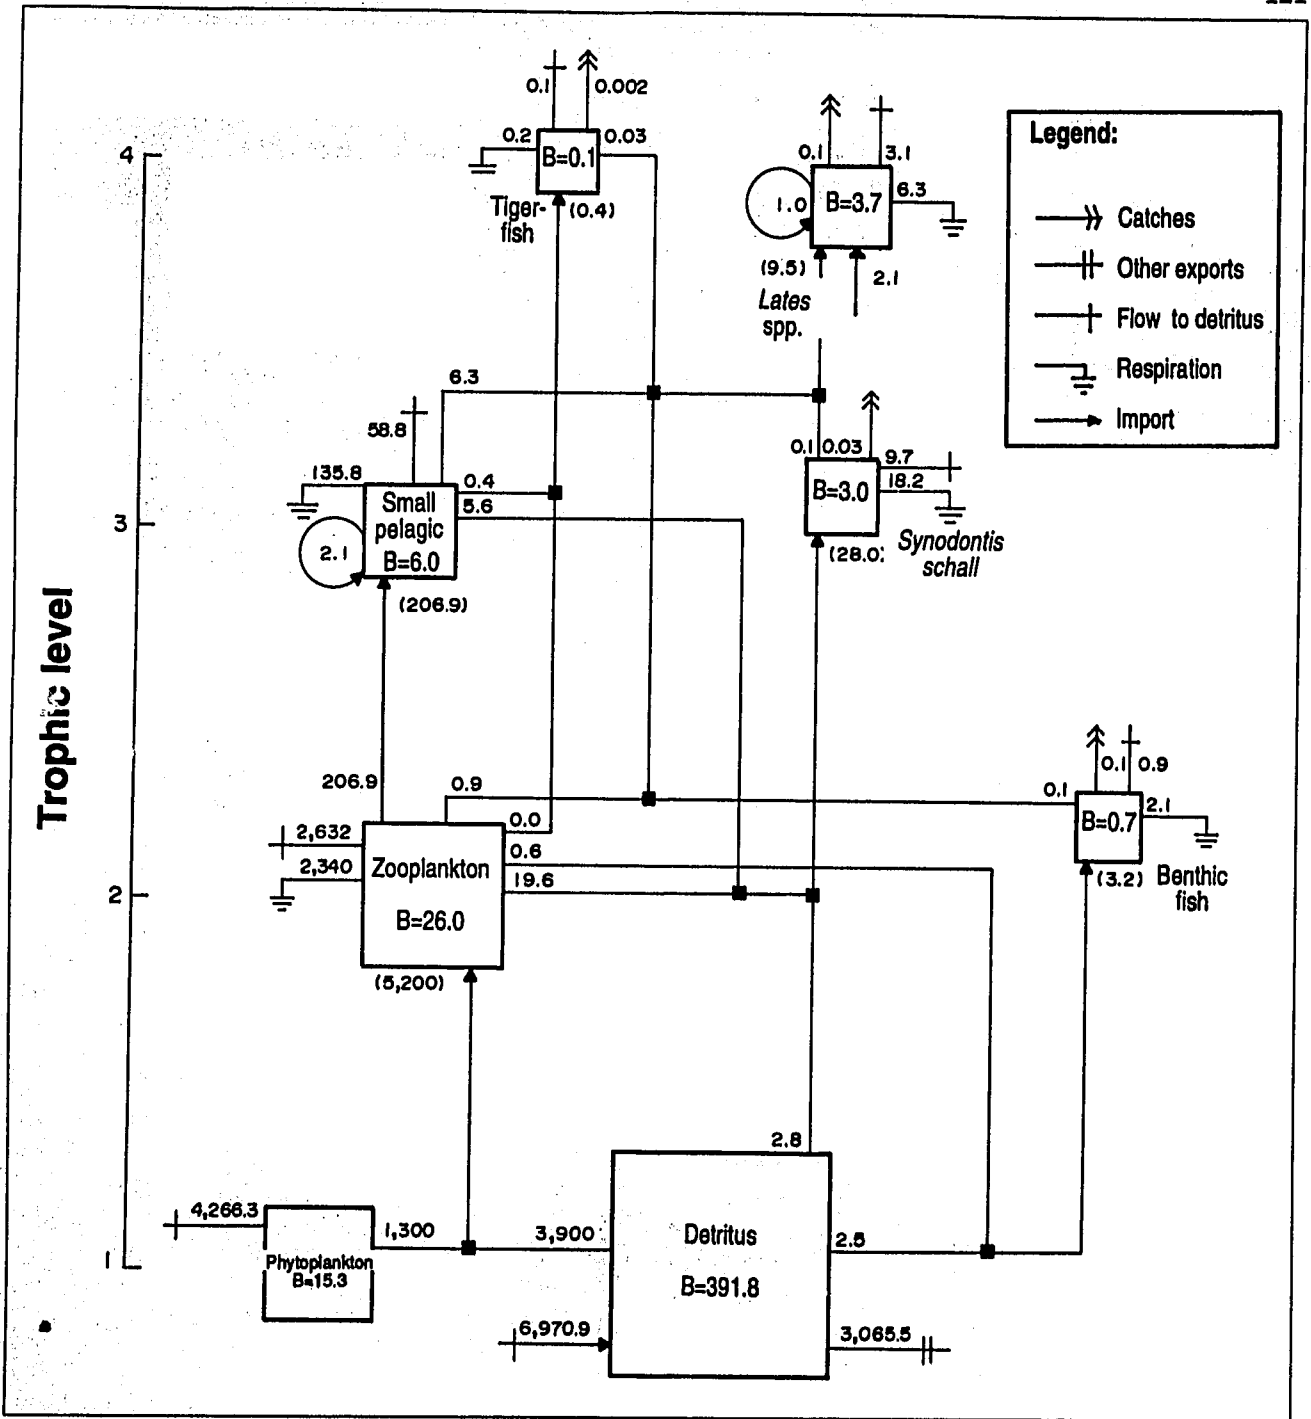 0.1
0.002
0.2
0.03
B=0.1
Tiger-
fish
(0.4)
4
0.1
3.1
1.0
B=3.7
6.3
(9.5)
2.1
Lates
spp.
Legend:
Catches
Other exports
Flow to detritus
Respiration
Import
6.3
58.8
135.8
0.4
5.6
Small
pelagic
B=6.0
2.1
(206.9)
3
0.1
0.03
9.7
18.2
B=3.0
(28.0)
Synodontis
schall
Trophic level
206.9
0.9
0.0
0.6
19.6
2,632
2,340
Zooplankton
B=26.0
(5,200)
2
0.1
0.1
0.9
2.1
B=0.7
(3.2)
Benthic
fish
2.8
4,266.3
1,300
3,900
Phytoplankton
B=15.3
1
Detritus
B=391.8
2.5
6,970.9
3,065.5